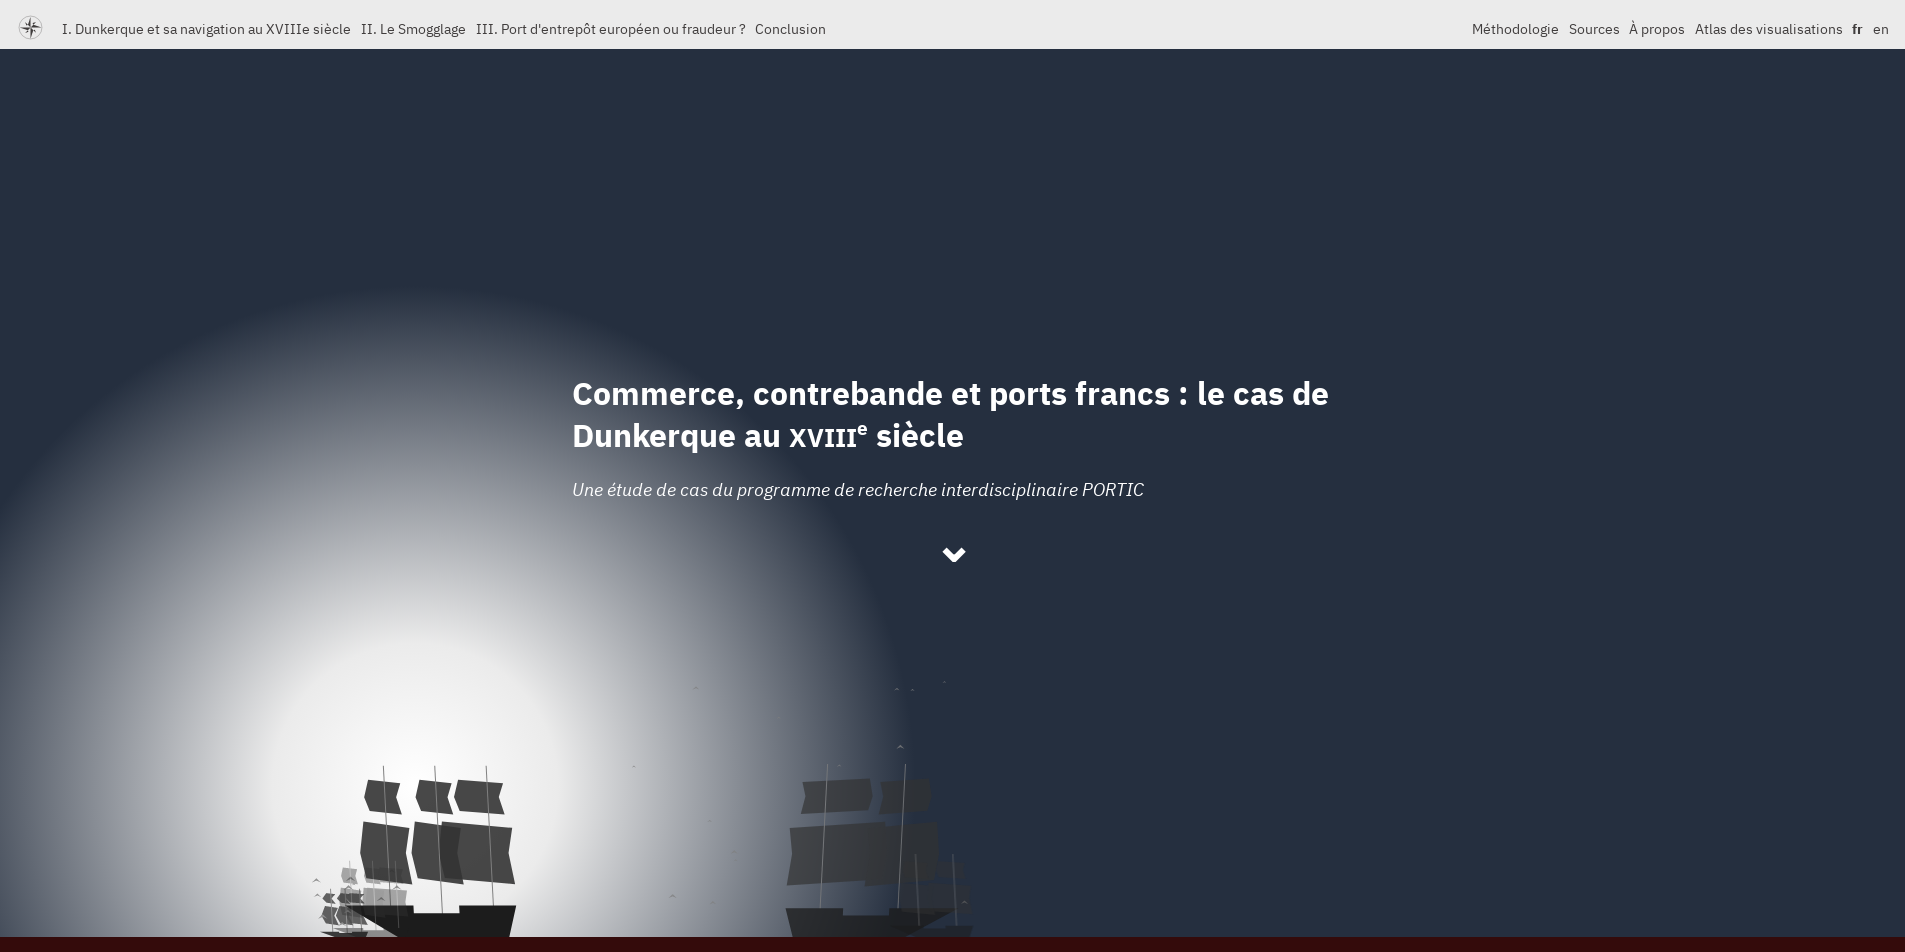 I. Dunkerque et sa navigation au XVIIIe siècle II. Le Smogglage III. Port d'entrepôt européen ou fraudeur ? Conclusion Méthodologie Sources À propos Atlas des visualisations fr en
Commerce, contrebande et ports francs : le cas de
Dunkerque au XVIIIe siècle
Une étude de cas du programme de recherche interdisciplinaire PORTIC